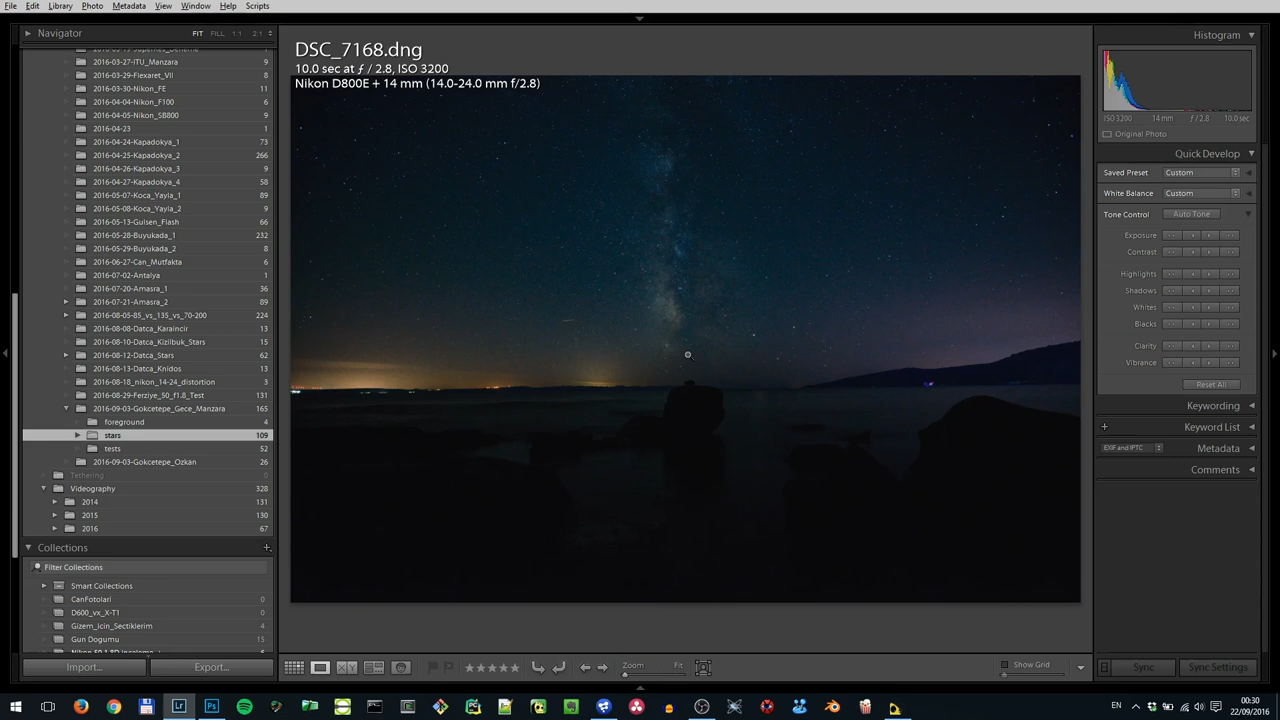 File Edit Library Photo Metadata View Window Help Scripts
Navigator FIT FILL 1:1 2:1
9
2016-03-27-ITU_Manzara 9
2016-03-29-Flexaret_VII 8
2016-03-30-Nikon_FE 11
2016-04-04-Nikon_F100 2
2016-04-05-Nikon_SB800 2
2016-04-23 1
2016-04-24-Kapadokya_1 73
2016-04-25-Kapadokya_2 266
2016-04-26-Kapadokya_3 9
2016-04-27-Kapadokya_4 58
2016-05-07-Koca_Yayla_1 89
2016-05-08-Koca_Yayla_2 9
2016-05-13-Gulsen_Flash 66
2016-05-28-Buyukada_1 232
2016-05-29-Buyukada_2 8
2016-06-27-Can_Mutfakta 6
2016-07-02-Antalya 1
2016-07-20-Amasra_1 36
2016-07-21-Amasra_2 89
2016-08-05-85_vs_135_vs_70-200 224
2016-08-08-Datca_Karaincir 13
2016-08-10-Datca_Kizilbuk_Stars 15
2016-08-12-Datca_Stars 62
2016-08-13-Datca_Knidos 13
2016-08-18_nikon_14-24_distortion 6
2016-08-29-Ferziye_50_f1.8_Test 131
2016-09-03-Gokcetepe_Gece_Manzara 165
foreground 4
stars 109
tests 52
2016-09-03-Gokcetepe_Ozkan 26
Tethering 0
Videography 328
2014 131
2015 130
2016 67
Collections
Filter Collections
Smart Collections
CanFotolari 0
D600_vx_X-T1 0
Gizem_Icin_Sectiklerim 4
Gun Dogumu 15
Import... Export...
DSC_7168.dng
10.0 sec at ƒ / 2.8, ISO 3200
Nikon D800E + 14 mm (14.0-24.0 mm f/2.8)
Zoom Fit
Show Grid
Histogram
ISO 3200 14 mm ƒ / 2.8 10.0 sec
Original Photo
Quick Develop
Saved Preset Custom
White Balance Custom
Tone Control Auto Tone
Exposure
Contrast
Highlights
Shadows
Whites
Blacks
Clarity
Vibrance
Reset All
Keywording
Keyword List
EXIF and IPTC Metadata
Comments
Sync Sync Settings
Lr Ps
00:30
22/09/2016